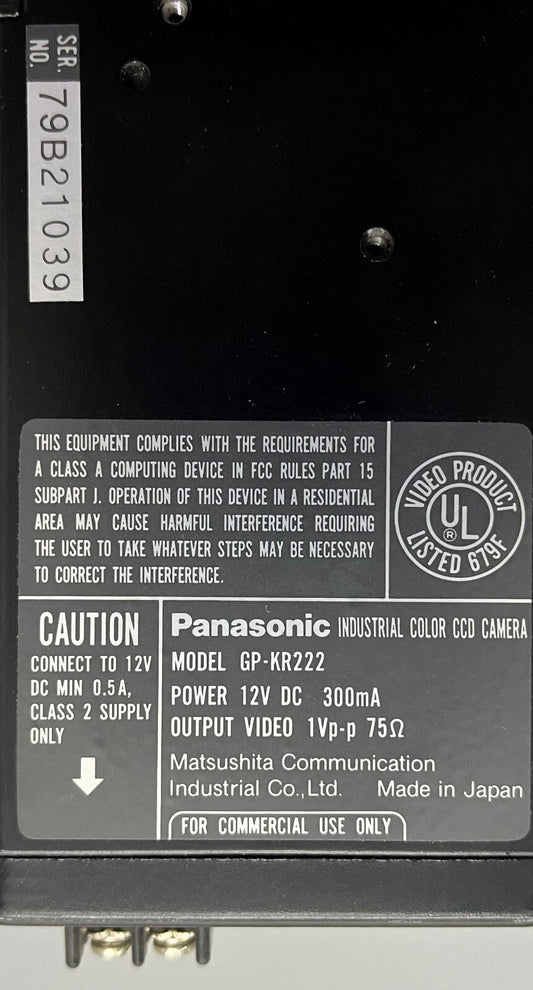 SER.
NO.
79B21039
THIS EQUIPMENT COMPLIES WITH THE REQUIREMENTS FOR
A CLASS A COMPUTING DEVICE IN FCC RULES PART 15
SUBPART J. OPERATION OF THIS DEVICE IN A RESIDENTIAL
AREA MAY CAUSE HARMFUL INTERFERENCE REQUIRING
THE USER TO TAKE WHATEVER STEPS MAY BE NECESSARY
TO CORRECT THE INTERFERENCE.
VIDEO PRODUCT
UL
®
LISTED 679F
CAUTION
CONNECT TO 12V
DC MIN 0.5A,
CLASS 2 SUPPLY
ONLY
Panasonic INDUSTRIAL COLOR CCD CAMERA
MODEL GP-KR222
POWER 12V DC 300mA
OUTPUT VIDEO 1Vp-p 75Ω
Matsushita Communication
Industrial Co.,Ltd. Made in Japan
FOR COMMERCIAL USE ONLY